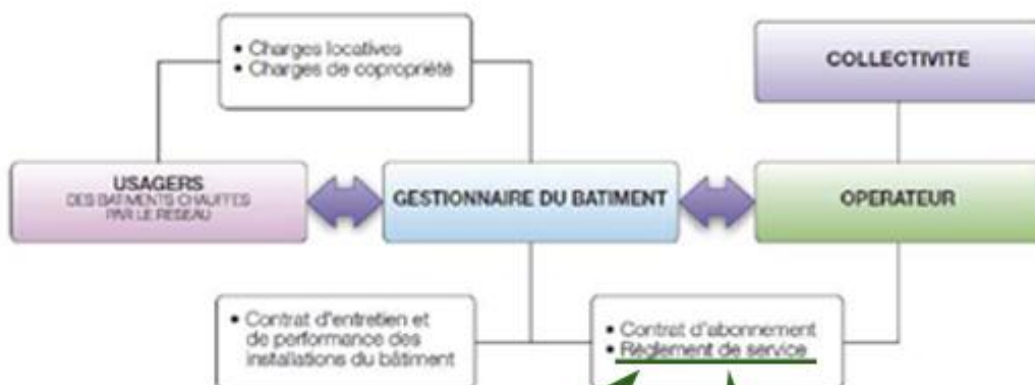 • Charges locatives
• Charges de copropriété
COLLECTIVITE
USAGERS
DES BATIMENTS CHAUFFES
PAR LE RESEAU
GESTIONNAIRE DU BATIMENT
OPERATEUR
• Contrat d'entretien et
de performance des
installations du bâtiment
• Contrat d'abonnement
• Règlement de service